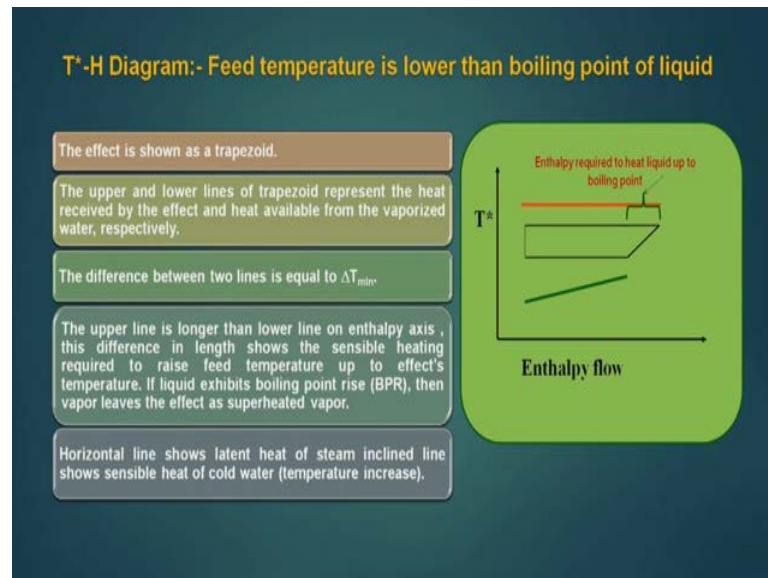 T*-H Diagram:- Feed temperature is lower than boiling point of liquid
The effect is shown as a trapezoid.
The upper and lower lines of trapezoid represent the heat
received by the effect and heat available from the vaporized
water, respectively.
The difference between two lines is equal to ΔTmin.
The upper line is longer than lower line on enthalpy axis ,
this difference in length shows the sensible heating
required to raise feed temperature up to effect's
temperature. If liquid exhibits boiling point rise (BPR), then
vapor leaves the effect as superheated vapor.
Horizontal line shows latent heat of steam inclined line
shows sensible heat of cold water (temperature increase).
Enthalpy required to heat liquid up to
boiling point
T*
Enthalpy flow